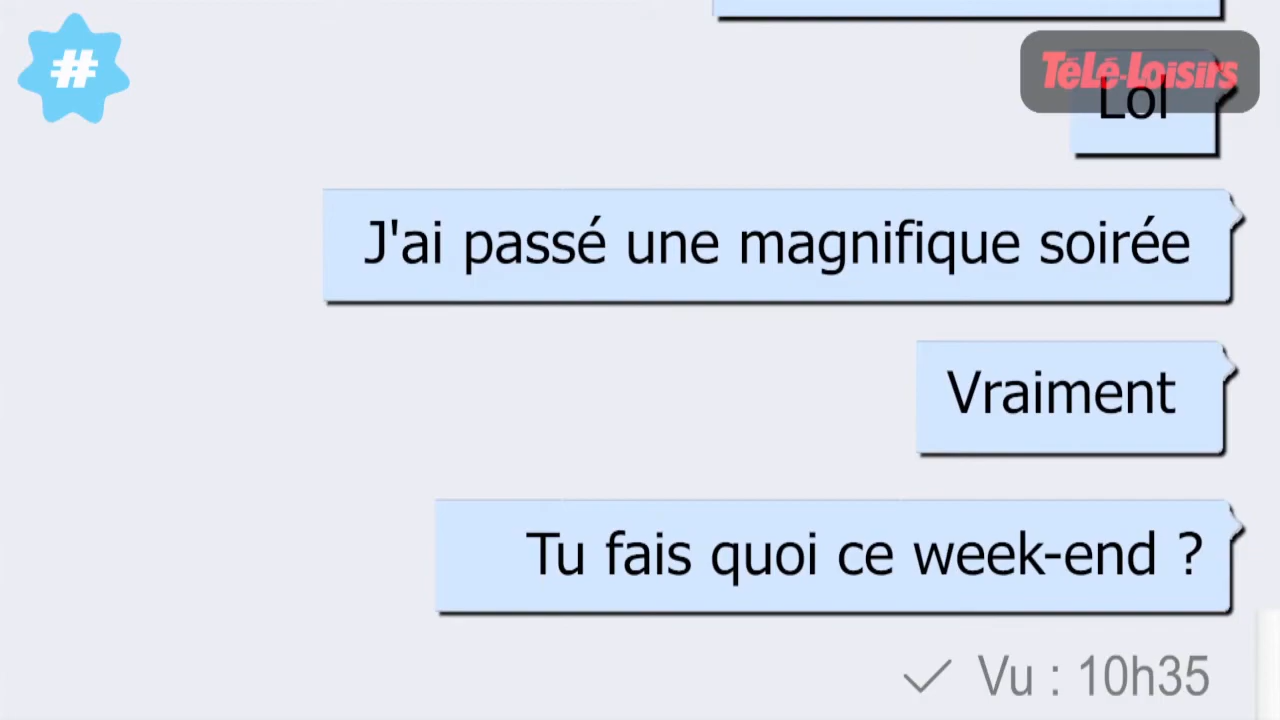 #
TéLé-Loisirs
Lol
J'ai passé une magnifique soirée
Vraiment
Tu fais quoi ce week-end ?
Vu : 10h35